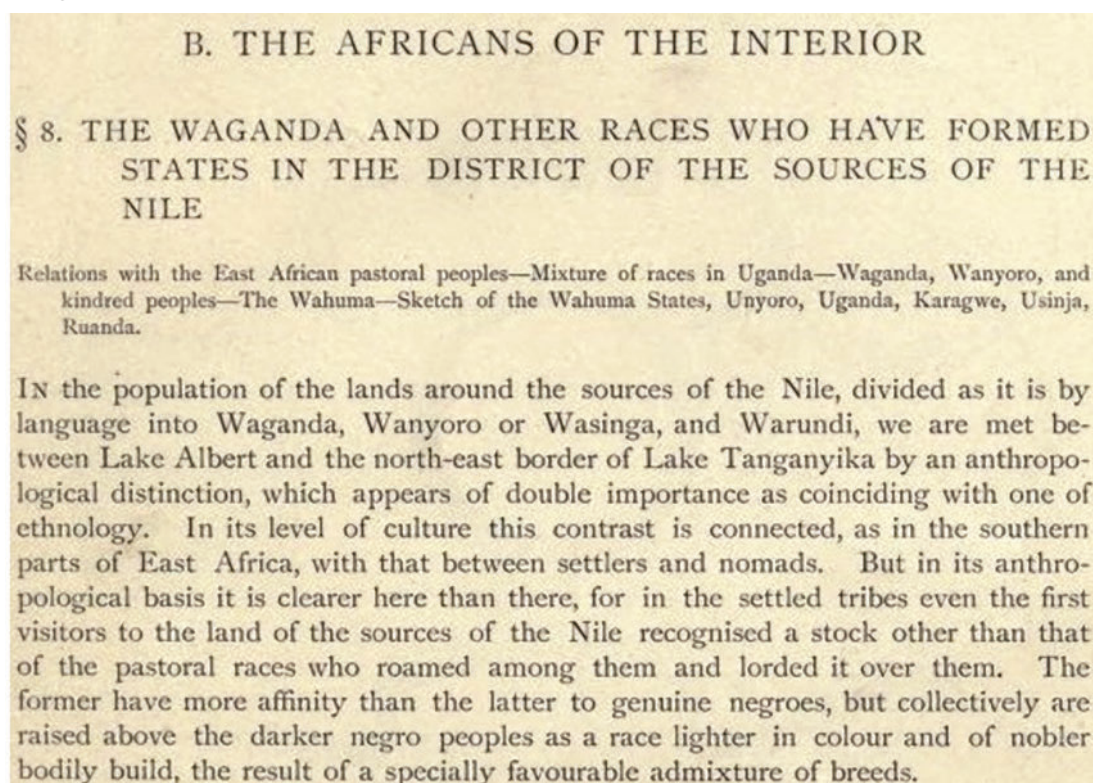 B. THE AFRICANS OF THE INTERIOR
§ 8. THE WAGANDA AND OTHER RACES WHO HAVE FORMED
STATES IN THE DISTRICT OF THE SOURCES OF THE
NILE
Relations with the East African pastoral peoples—Mixture of races in Uganda—Waganda, Wanyoro, and
kindred peoples—The Wahuma—Sketch of the Wahuma States, Unyoro, Uganda, Karagwe, Usinja,
Ruanda.
IN the population of the lands around the sources of the Nile, divided as it is by
language into Waganda, Wanyoro or Wasinga, and Warundi, we are met be-
tween Lake Albert and the north-east border of Lake Tanganyika by an anthropo-
logical distinction, which appears of double importance as coinciding with one of
ethnology. In its level of culture this contrast is connected, as in the southern
parts of East Africa, with that between settlers and nomads. But in its anthro-
pological basis it is clearer here than there, for in the settled tribes even the first
visitors to the land of the sources of the Nile recognised a stock other than that
of the pastoral races who roamed among them and lorded it over them. The
former have more affinity than the latter to genuine negroes, but collectively are
raised above the darker negro peoples as a race lighter in colour and of nobler
bodily build, the result of a specially favourable admixture of breeds.